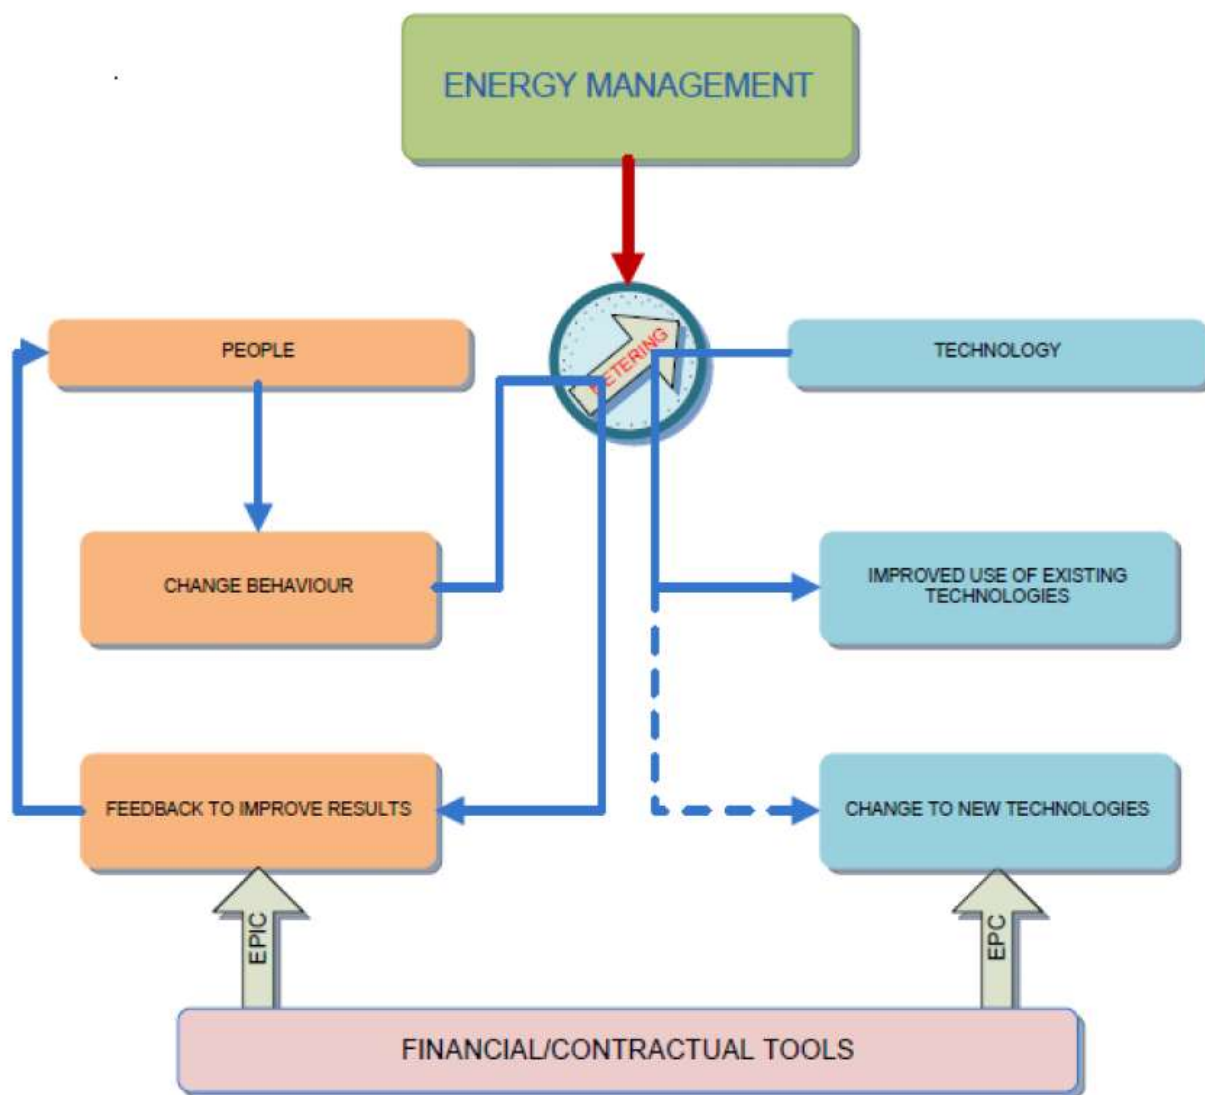 ENERGY MANAGEMENT
PEOPLE
METERING
TECHNOLOGY
CHANGE BEHAVIOUR
IMPROVED USE OF EXISTING
TECHNOLOGIES
FEEDBACK TO IMPROVE RESULTS
CHANGE TO NEW TECHNOLOGIES
EPIC
EPC
FINANCIAL/CONTRACTUAL TOOLS